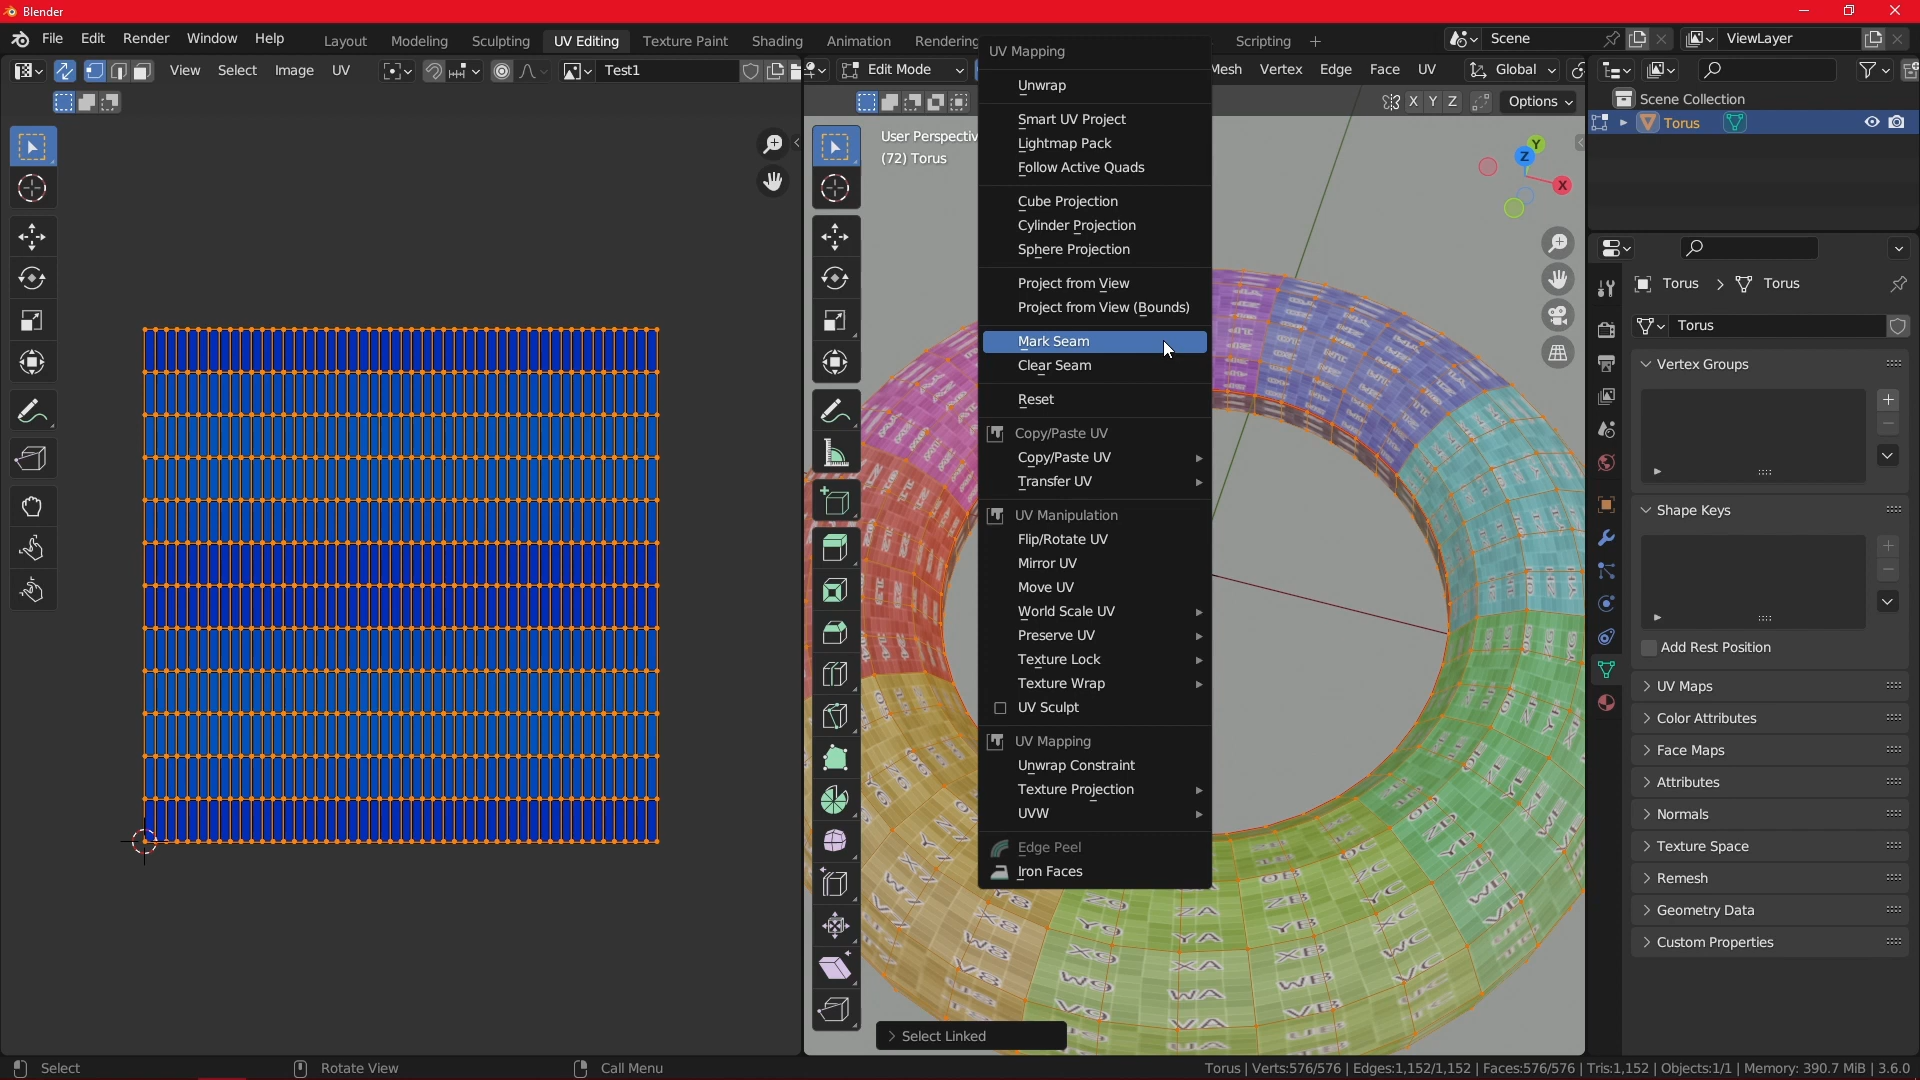 Blender
File Edit Render Window Help
Layout Modeling Sculpting UV Editing Texture Paint Shading Animation Rendering Scripting +
Scene
ViewLayer
View Select Image UV
Test1
Edit Mode
Mesh Vertex Edge Face UV
Global
X Y Z
Options
User Perspectiv
(72) Torus
UV Mapping
Unwrap
Smart UV Project
Lightmap Pack
Follow Active Quads
Cube Projection
Cylinder Projection
Sphere Projection
Project from View
Project from View (Bounds)
Mark Seam
Clear Seam
Reset
Copy/Paste UV
Copy/Paste UV
Transfer UV
UV Manipulation
Flip/Rotate UV
Mirror UV
Move UV
World Scale UV
Preserve UV
Texture Lock
Texture Wrap
UV Sculpt
UV Mapping
Unwrap Constraint
Texture Projection
UVW
Edge Peel
Iron Faces
Select Linked
Y
Z
X
Scene Collection
Torus
Torus > Torus
Torus
Vertex Groups
Shape Keys
Add Rest Position
UV Maps
Color Attributes
Face Maps
Attributes
Normals
Texture Space
Remesh
Geometry Data
Custom Properties
Select
Rotate View
Call Menu
Torus | Verts:576/576 | Edges:1,152/1,152 | Faces:576/576 | Tris:1,152 | Objects:1/1 | Memory: 390.7 MiB | 3.6.0